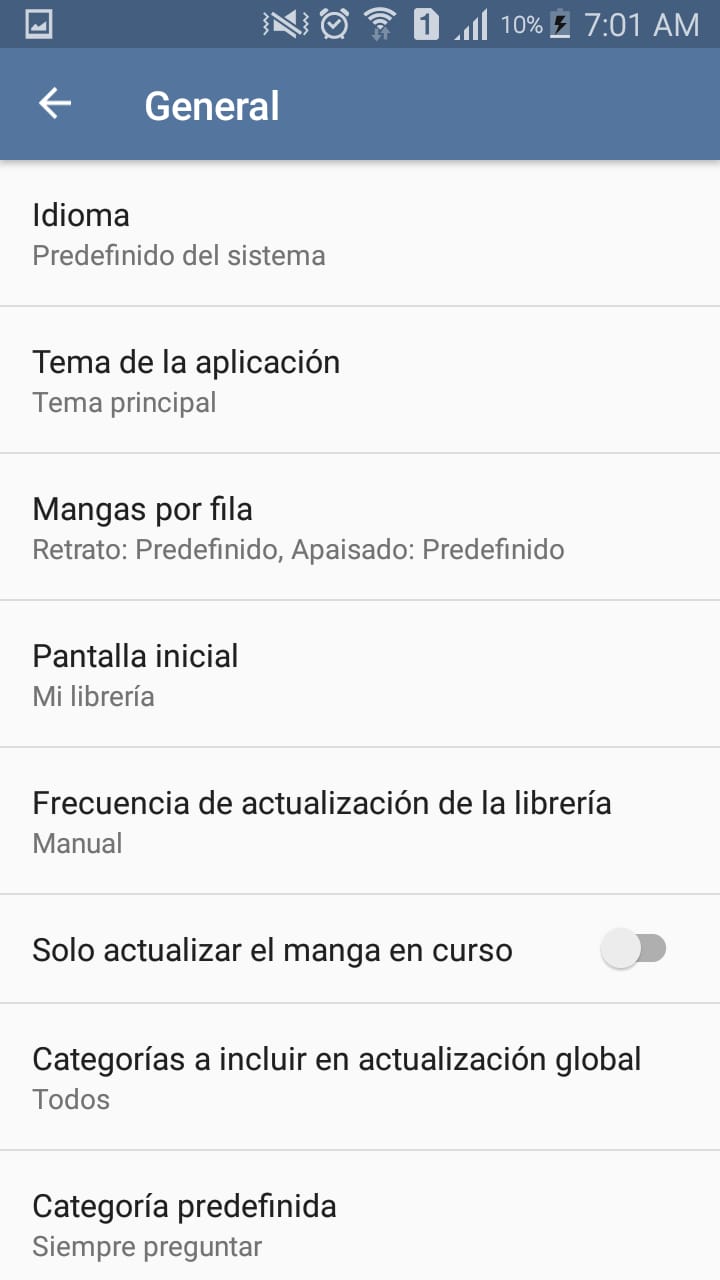 1 10% 7:01 AM
General
Idioma
Predefinido del sistema
Tema de la aplicación
Tema principal
Mangas por fila
Retrato: Predefinido, Apaisado: Predefinido
Pantalla inicial
Mi librería
Frecuencia de actualización de la librería
Manual
Solo actualizar el manga en curso
Categorías a incluir en actualización global
Todos
Categoría predefinida
Siempre preguntar